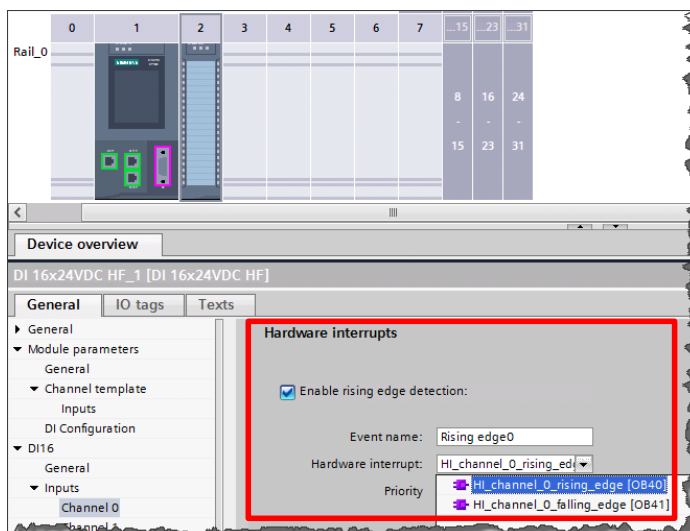 0 1 2 3 4 5 6 7 ...15 ...23 ...31
Rail_0
SIEMENS
8 16 24
- - -
15 23 31
Device overview
DI 16x24VDC HF_1 [DI 16x24VDC HF]
General IO tags Texts
General
Module parameters
General
Channel template
Inputs
DI Configuration
DI16
General
Inputs
Channel 0
Channel 1
Hardware interrupts
Enable rising edge detection:
Event name: Rising edge0
Hardware interrupt: HI_channel_0_rising_ed
Priority
HI_channel_0_rising_edge [OB40]
HI_channel_0_falling_edge [OB41]